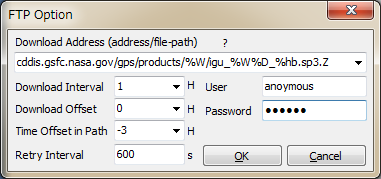 FTP Option
Download Address (address/file-path) ?
cddis.gsfc.nasa.gov/gps/products/%W/igu_%W%D_%hb.sp3.Z
Download Interval 1 H User anoymous
Download Offset 0 H Password ●●●●●●
Time Offset in Path -3 H
Retry Interval 600 s OK Cancel